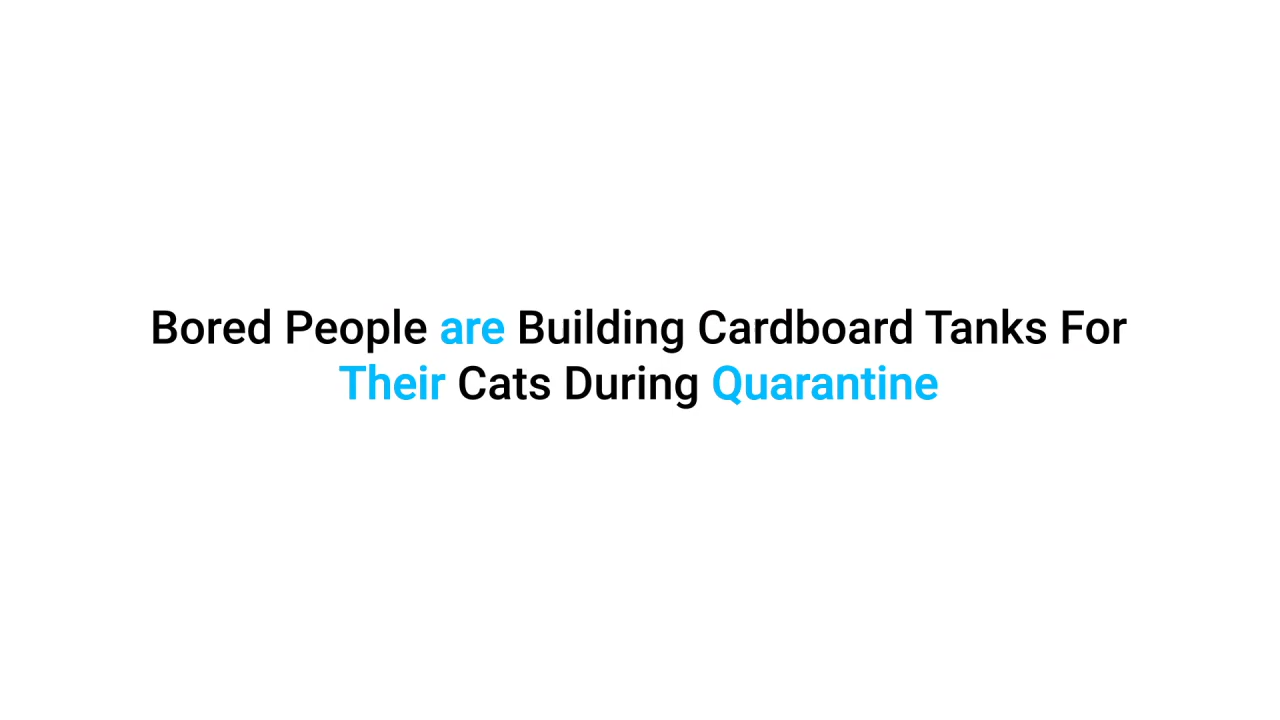 Bored People are Building Cardboard Tanks For
Their Cats During Quarantine